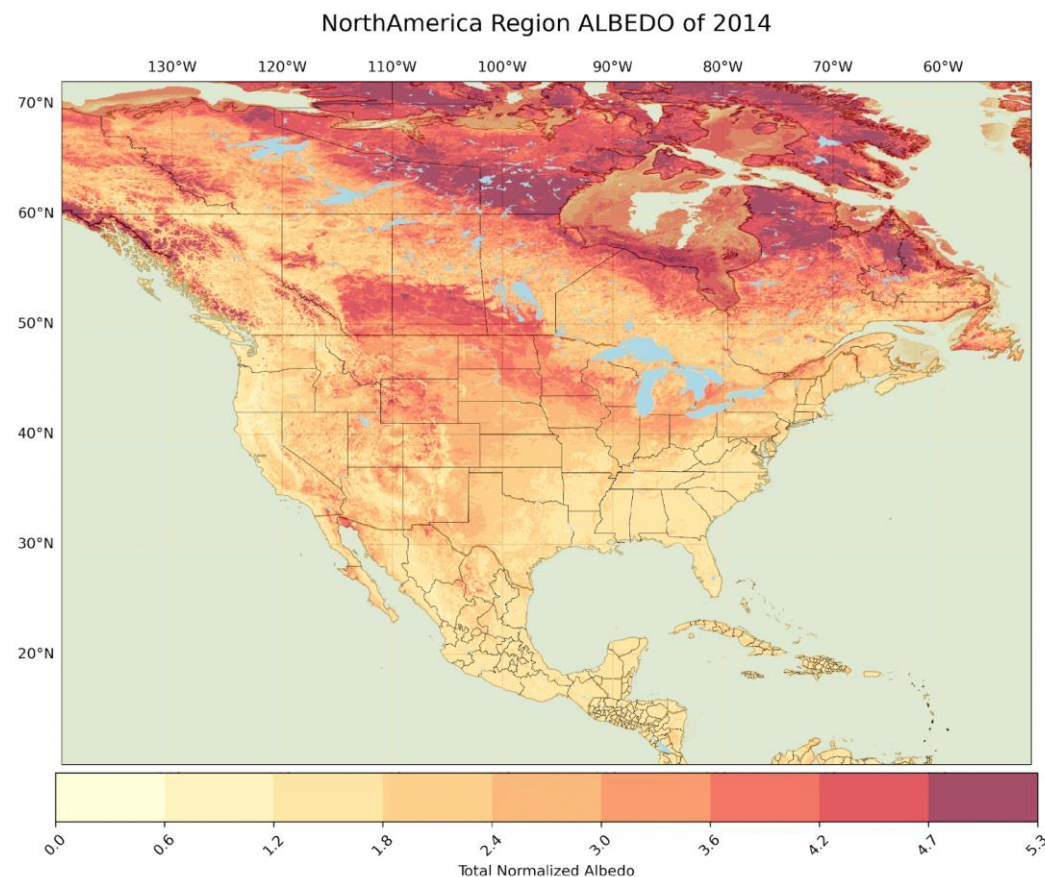 NorthAmerica Region ALBEDO of 2014
130°W 120°W 110°W 100°W 90°W 80°W 70°W 60°W
70°N
60°N
50°N
40°N
30°N
20°N
0.0 0.6 1.2 1.8 2.4 3.0 3.6 4.2 4.7 5.3
Total Normalized Albedo